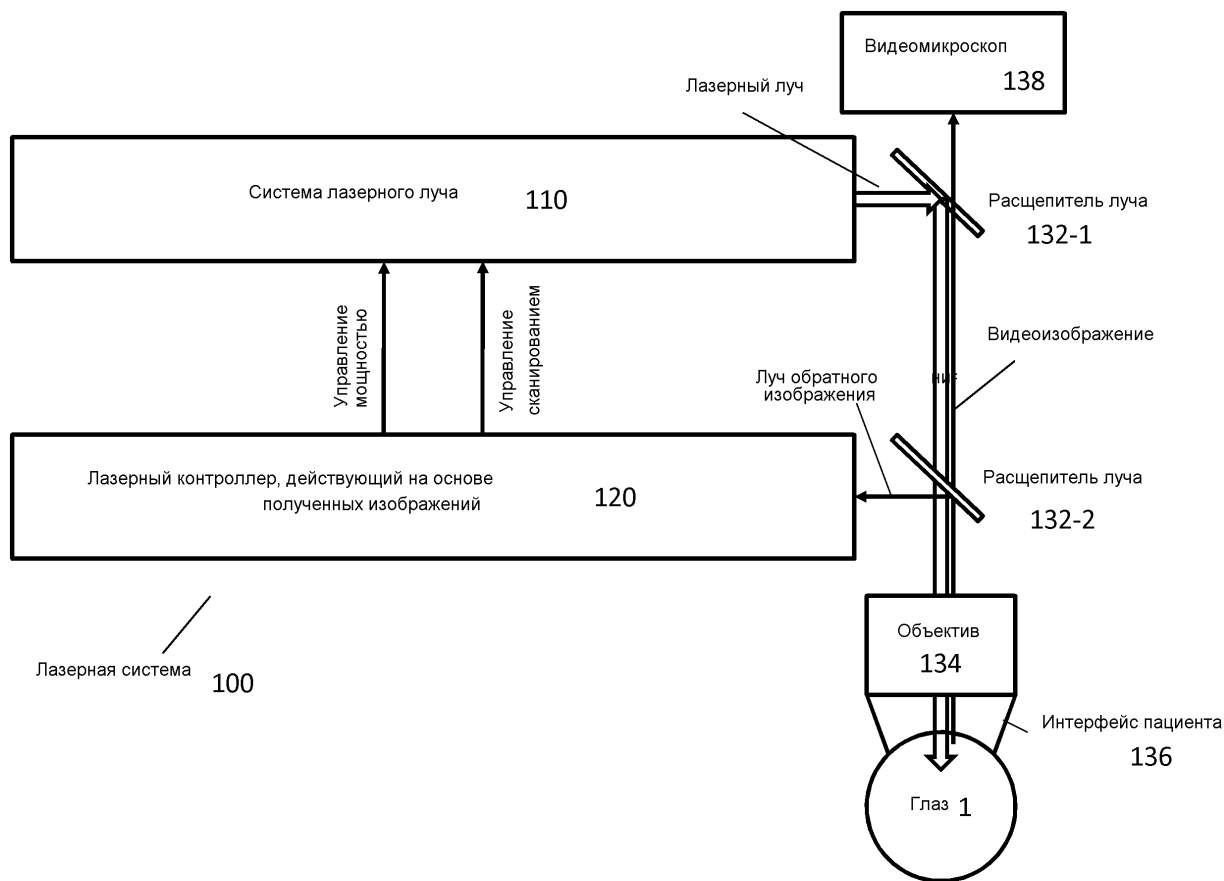 Видеомикроскоп
138
Лазерный луч
Система лазерного луча 110
Расщепитель луча
132-1
Управление
мощностью
Управление
сканированием
Видеоизображение
Луч обратного
изображения
Лазерный контроллер, действующий на основе
полученных изображений 120
Расщепитель луча
132-2
Объектив
134
Лазерная система 100
Интерфейс пациента
136
Глаз 1